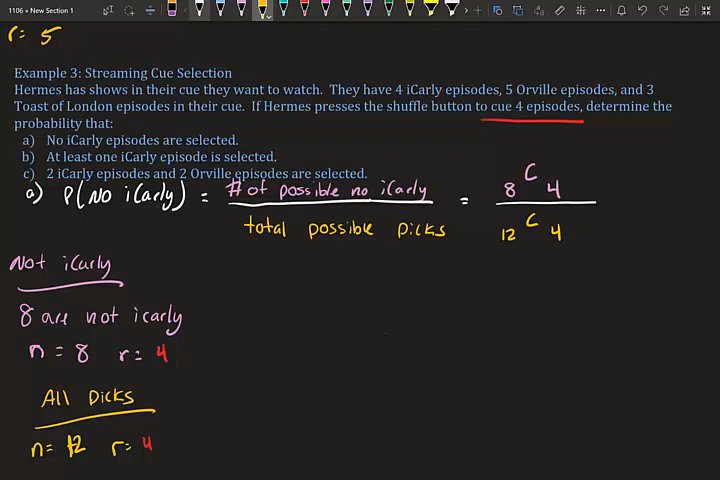 1106 » New Section 1
r = 5
Example 3: Streaming Cue Selection
Hermes has shows in their cue they want to watch. They have 4 iCarly episodes, 5 Orville episodes, and 3
Toast of London episodes in their cue. If Hermes presses the shuffle button to cue 4 episodes, determine the
probability that:
a) No iCarly episodes are selected.
b) At least one iCarly episode is selected.
c) 2 iCarly episodes and 2 Orville episodes are selected.
a) P(No iCarly) = # of possible no iCarly = 8 C 4
total possible Picks 12 C 4
Not iCarly
8 are not icarly
n = 8 r = 4
All Picks
n = 12 r = 4